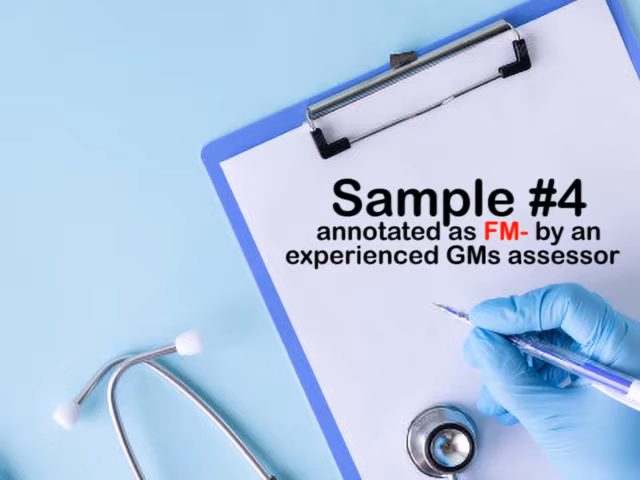 Sample #4
annotated as FM- by an
experienced GMs assessor